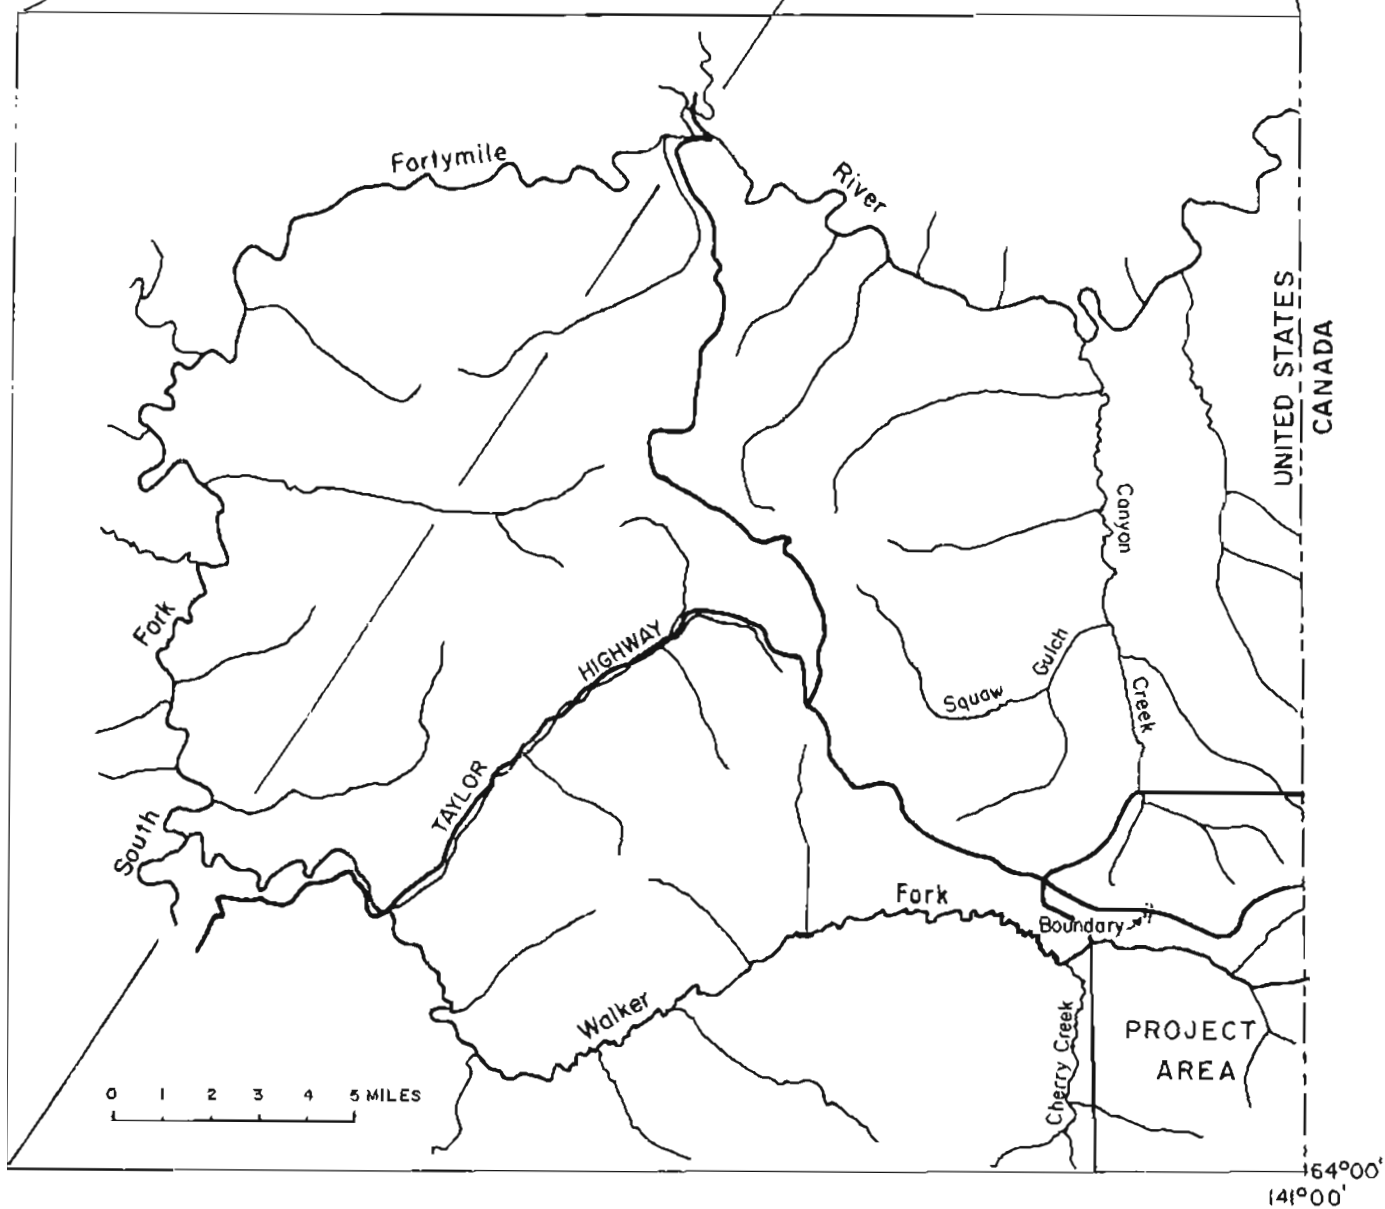 Fortymile
River
UNITED STATES
CANADA
Canyon
Fork
HIGHWAY
Gulch
Squaw
Creek
TAYLOR
South
Fork
Boundary
Walker
Cherry Creek
PROJECT
AREA
0 1 2 3 4 5 MILES
64°00'
141°00'